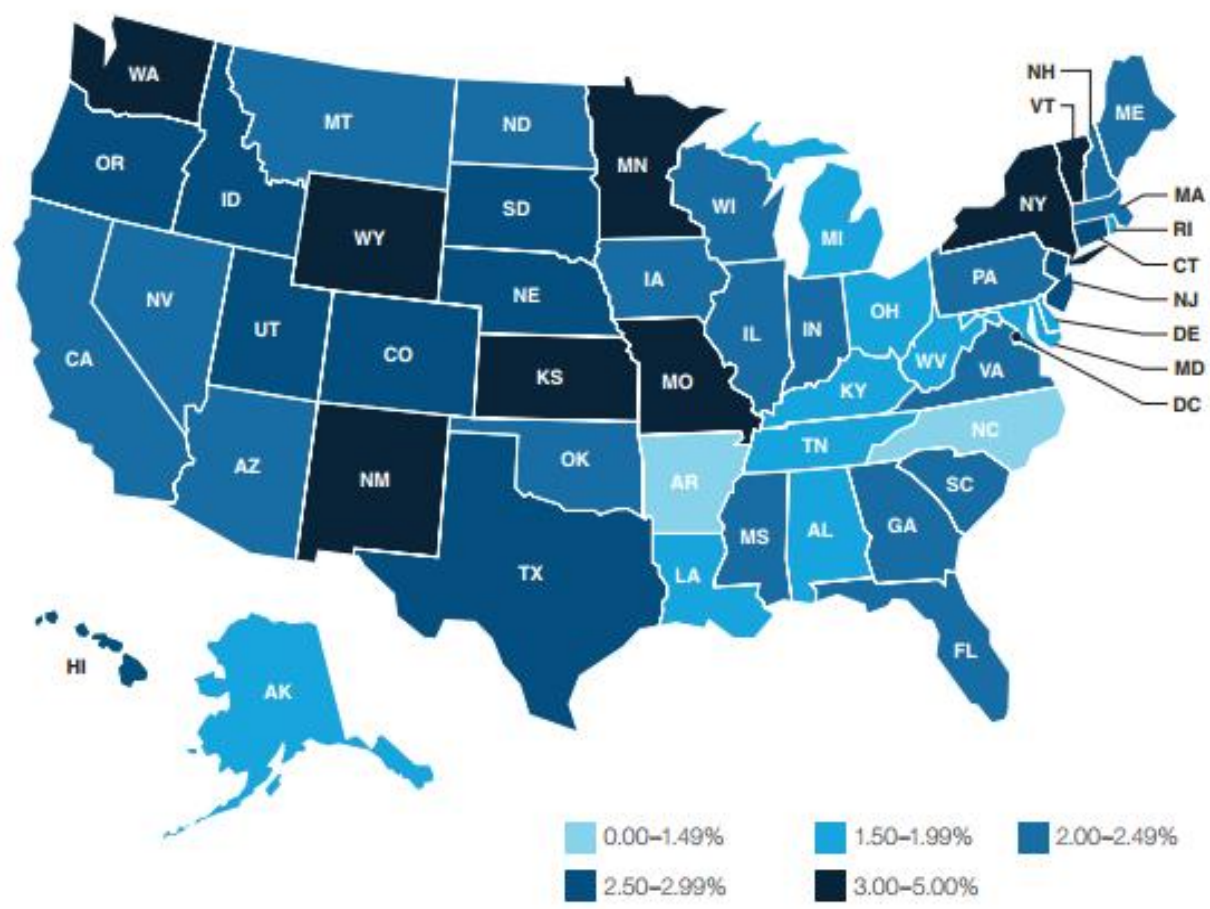 WA
MT
ND
MN
OR
ID
WY
SD
WI
MI
NH
VT
ME
NY
MA
RI
CT
NJ
DE
MD
DC
NV
UT
CO
NE
IA
IL
IN
OH
PA
CA
AZ
NM
KS
MO
KY
WV
VA
OK
AR
TN
NC
TX
LA
MS
AL
GA
SC
FL
HI
AK
0.00–1.49% 1.50–1.99% 2.00–2.49%
2.50–2.99% 3.00–5.00%